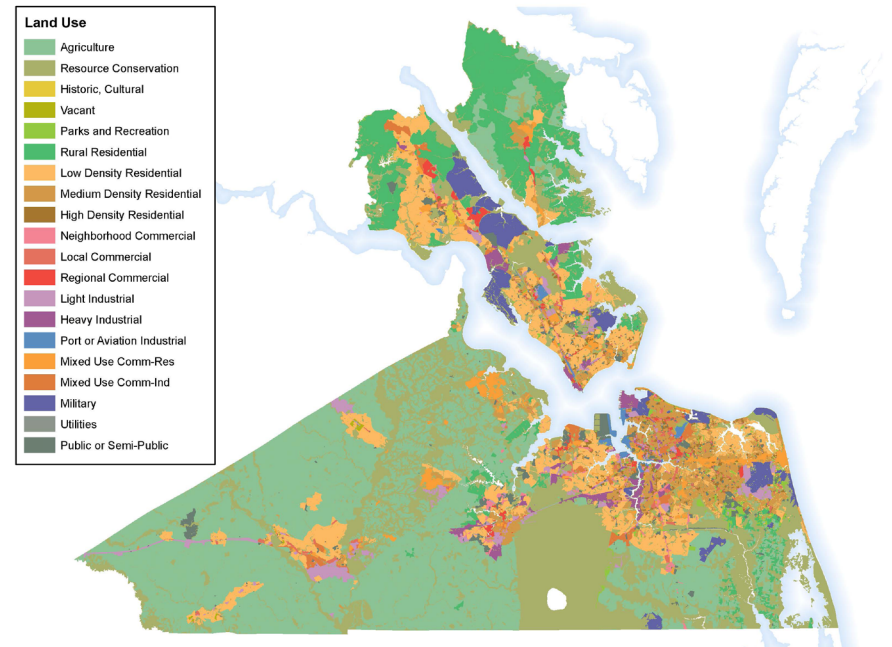 Land Use
Agriculture
Resource Conservation
Historic, Cultural
Vacant
Parks and Recreation
Rural Residential
Low Density Residential
Medium Density Residential
High Density Residential
Neighborhood Commercial
Local Commercial
Regional Commercial
Light Industrial
Heavy Industrial
Port or Aviation Industrial
Mixed Use Comm-Res
Mixed Use Comm-Ind
Military
Utilities
Public or Semi-Public